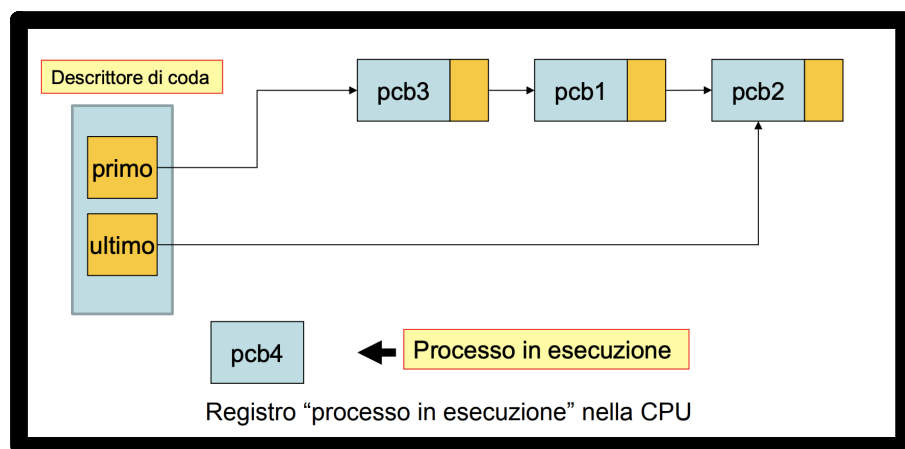 Descrittore di coda
pcb3
pcb1
pcb2
primo
ultimo
pcb4
Processo in esecuzione
Registro “processo in esecuzione” nella CPU